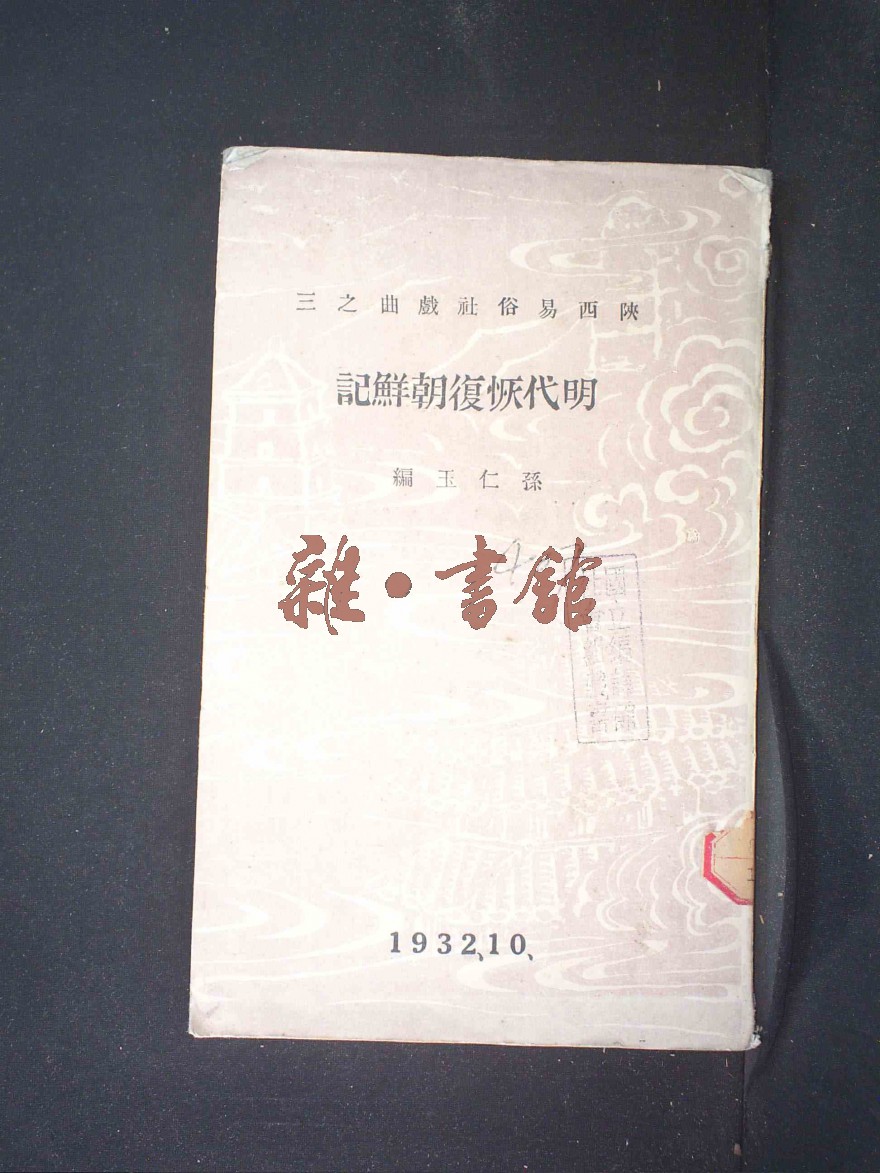 陝西易俗社戲曲之三
明代恢復朝鮮記
孫仁玉編
雜·書舘
1932、10、